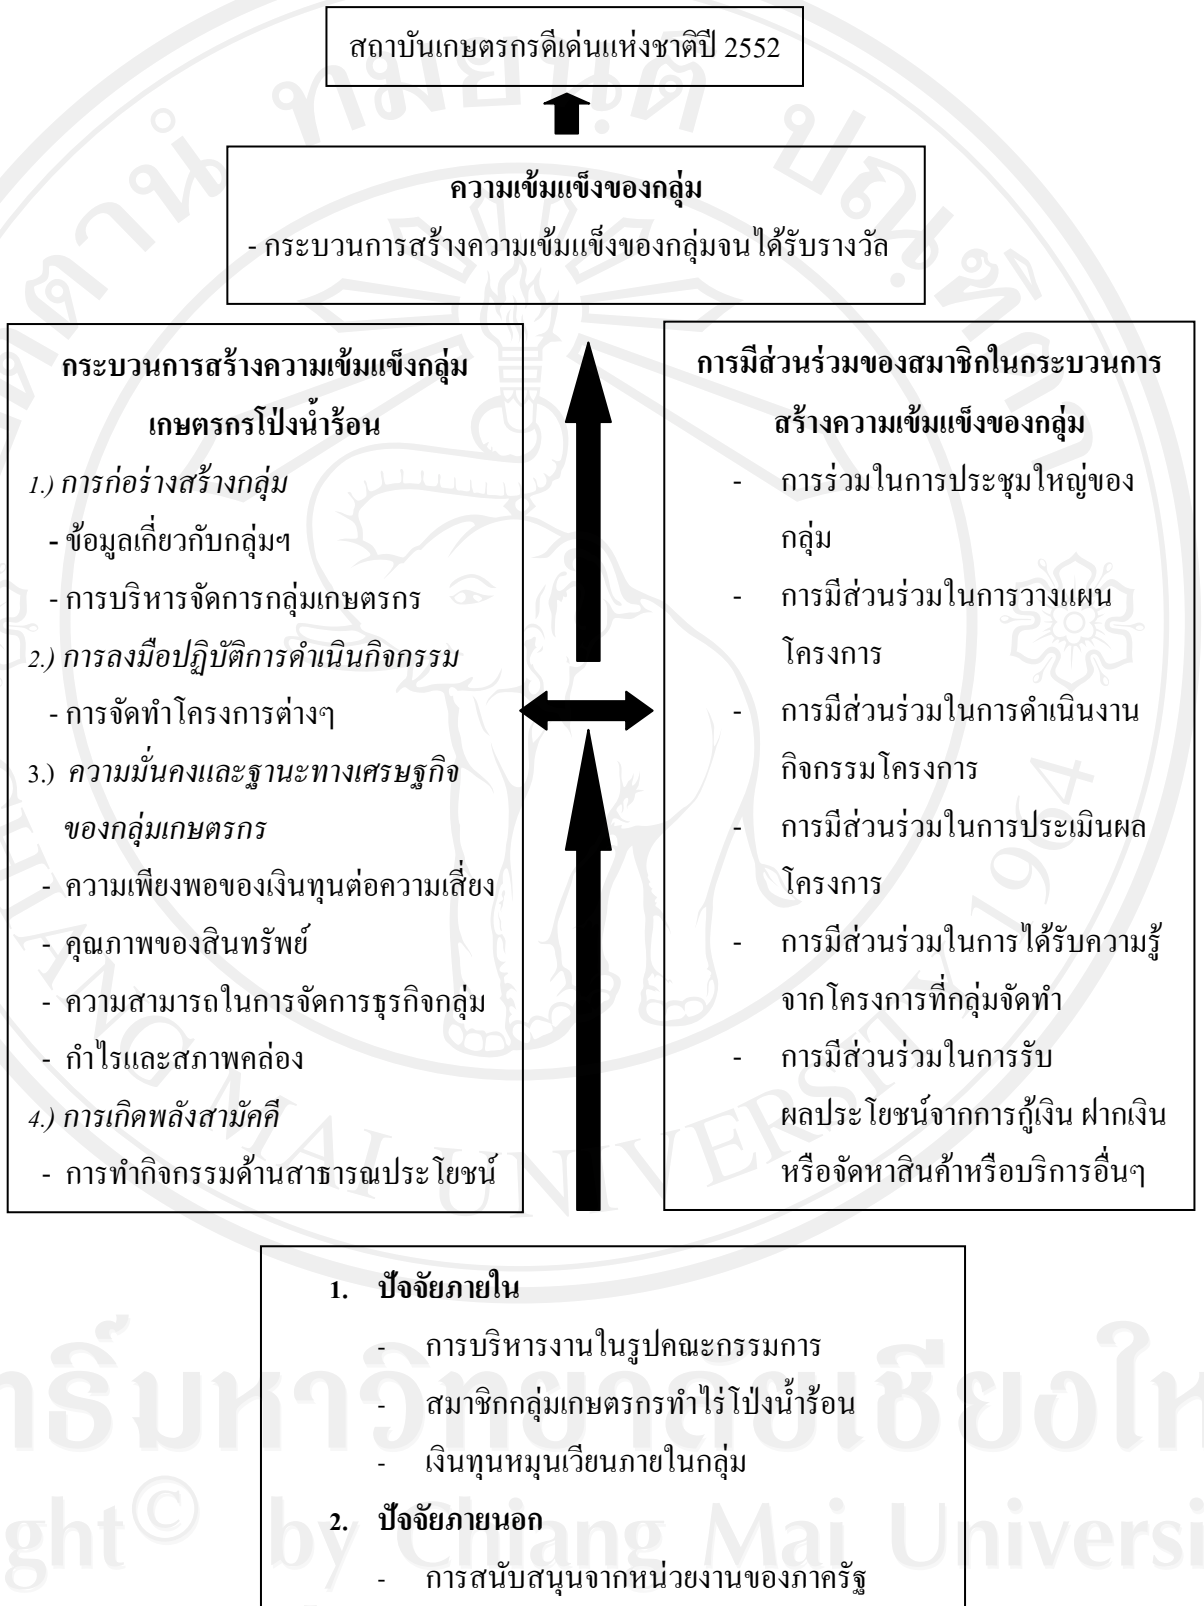 สถาบันเกษตรกรดีเด่นแห่งชาติปี 2552
ความเข้มแข็งของกลุ่ม
- กระบวนการสร้างความเข้มแข็งของกลุ่มจนได้รับรางวัล
กระบวนการสร้างความเข้มแข็งกลุ่ม
เกษตรกรโป่งน้ำร้อน
1.) การก่อร่างสร้างกลุ่ม
- ข้อมูลเกี่ยวกับกลุ่มฯ
- การบริหารจัดการกลุ่มเกษตรกร
2.) การลงมือปฏิบัติการดำเนินกิจกรรม
- การจัดทำโครงการต่างๆ
3.) ความมั่นคงและฐานะทางเศรษฐกิจ
ของกลุ่มเกษตรกร
- ความเพียงพอของเงินทุนต่อความเสี่ยง
- คุณภาพของสินทรัพย์
- ความสามารถในการจัดการธุรกิจกลุ่ม
- กำไรและสภาพคล่อง
4.) การเกิดพลังสามัคคี
- การทำกิจกรรมด้านสาธารณประโยชน์
การมีส่วนร่วมของสมาชิกในกระบวนการ
สร้างความเข้มแข็งของกลุ่ม
- การร่วมในการประชุมใหญ่ของ
กลุ่ม
- การมีส่วนร่วมในการวางแผน
โครงการ
- การมีส่วนร่วมในการดำเนินงาน
กิจกรรมโครงการ
- การมีส่วนร่วมในการประเมินผล
โครงการ
- การมีส่วนร่วมในการได้รับความรู้
จากโครงการที่กลุ่มจัดทำ
- การมีส่วนร่วมในการรับ
ผลประโยชน์จากการกู้เงิน ฝากเงิน
หรือจัดหาสินค้าหรือบริการอื่นๆ
1. ปัจจัยภายใน
- การบริหารงานในรูปคณะกรรมการ
- สมาชิกกลุ่มเกษตรกรทำไร่โป่งน้ำร้อน
- เงินทุนหมุนเวียนภายในกลุ่ม
2. ปัจจัยภายนอก
- การสนับสนุนจากหน่วยงานของภาครัฐ
CHIANG MAI UNIVERSITY 1964
by Chiang Mai